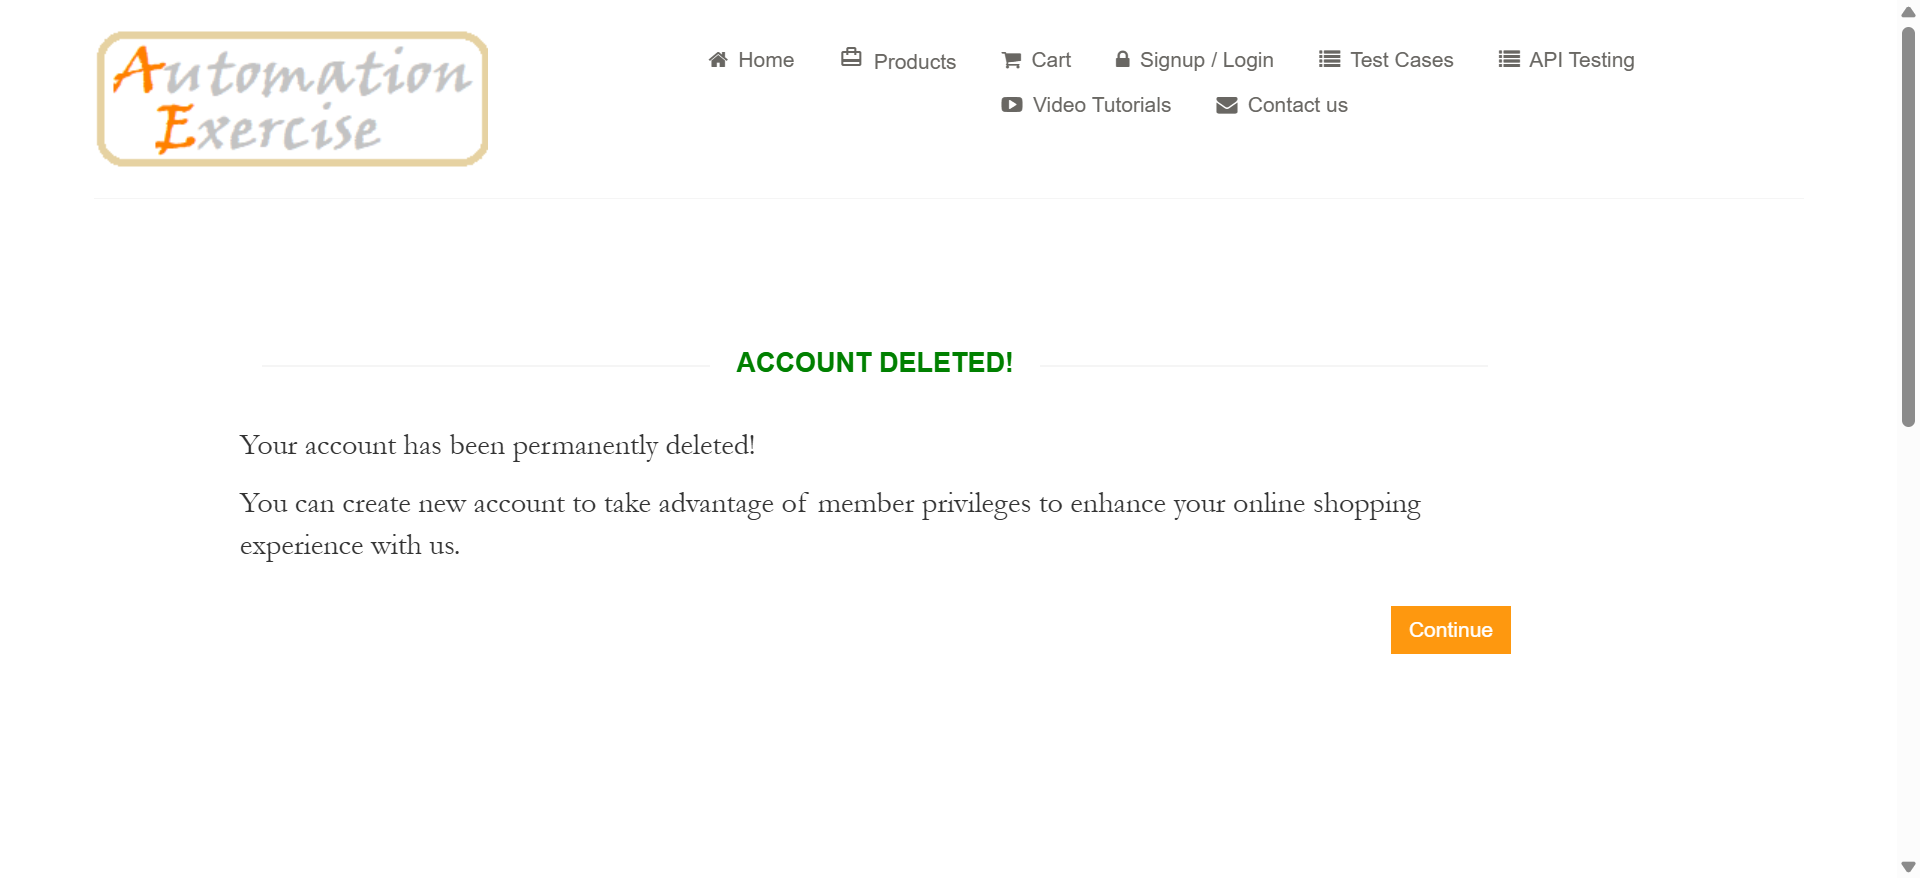 Automation
Exercise
Home
Products
Cart
Signup / Login
Test Cases
API Testing
Video Tutorials
Contact us
ACCOUNT DELETED!
Your account has been permanently deleted!
You can create new account to take advantage of member privileges to enhance your online shopping
experience with us.
Continue